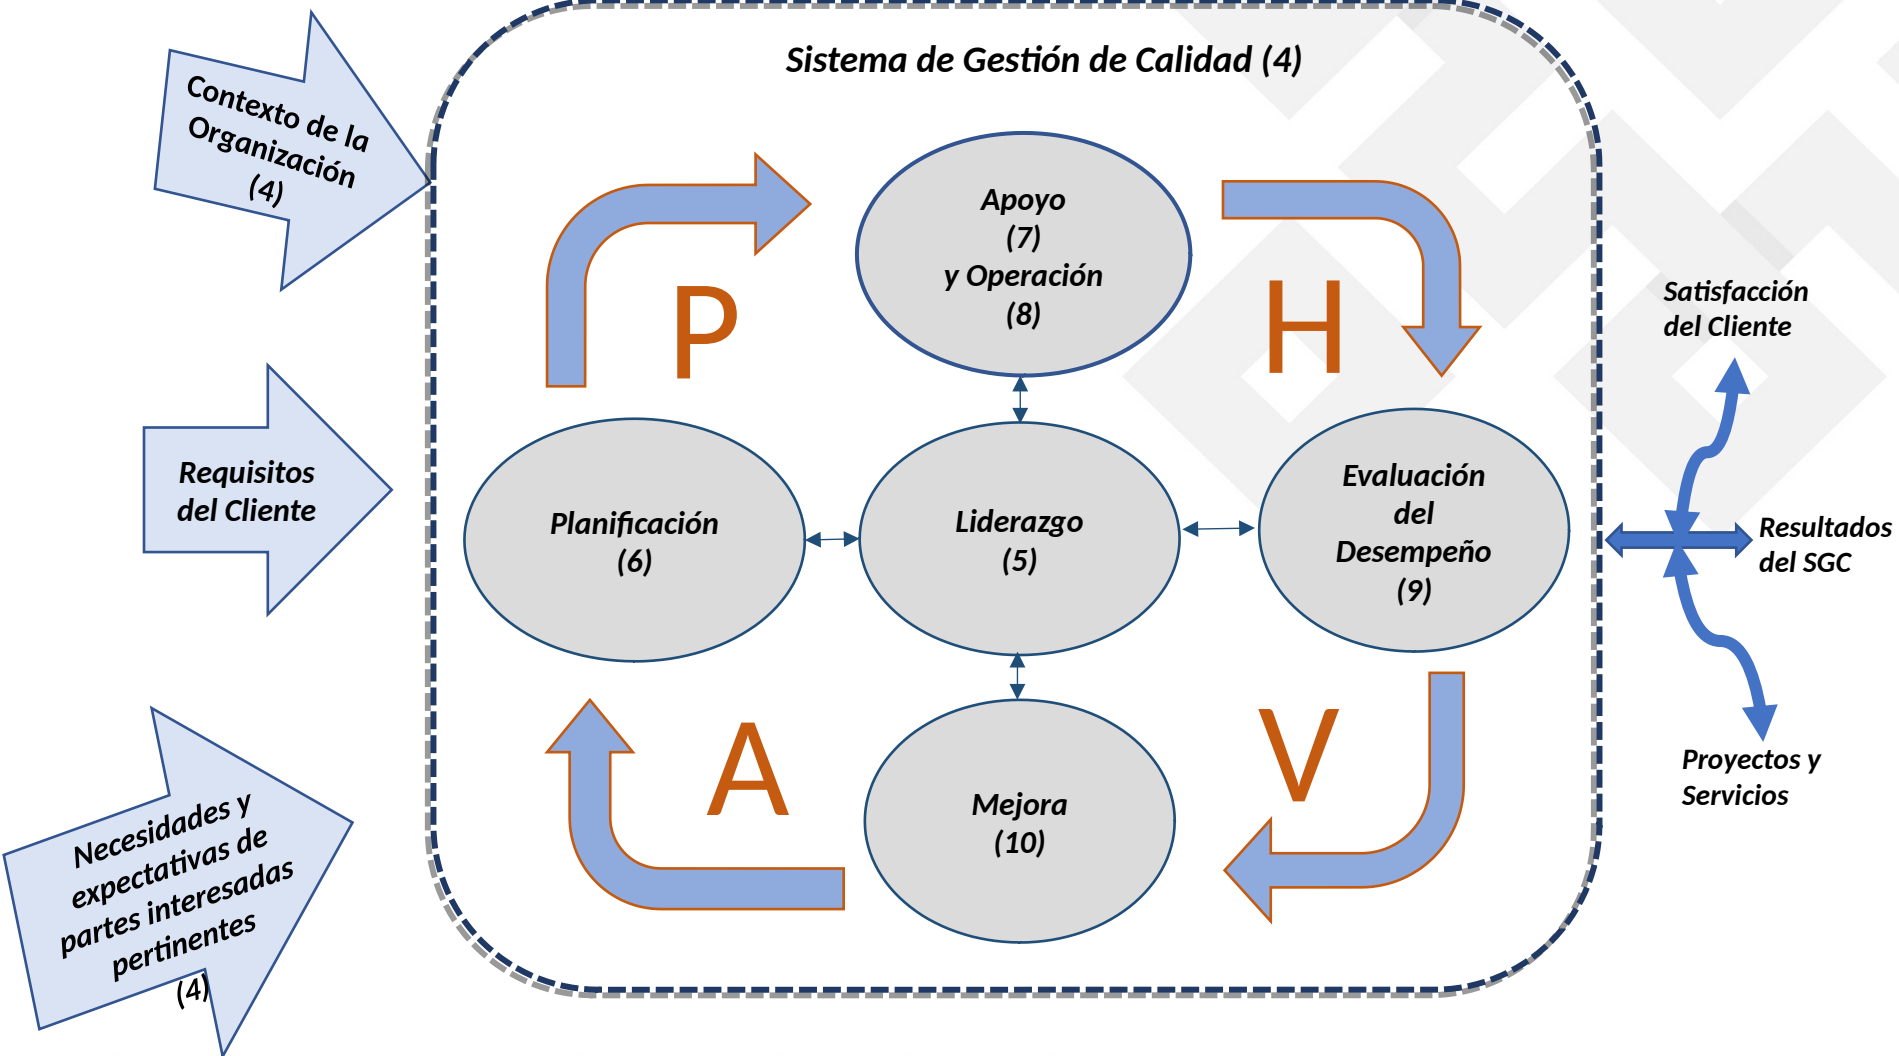 Sistema de Gestión de Calidad (4)
Contexto de la
Organización
(4)
Requisitos
del Cliente
Necesidades y
expectativas de
partes interesadas
pertinentes
(4)
Apoyo
(7)
y Operación
(8)
P
H
Planificación
(6)
Liderazgo
(5)
Evaluación
del
Desempeño
(9)
A
V
Mejora
(10)
Satisfacción
del Cliente
Resultados
del SGC
Proyectos y
Servicios